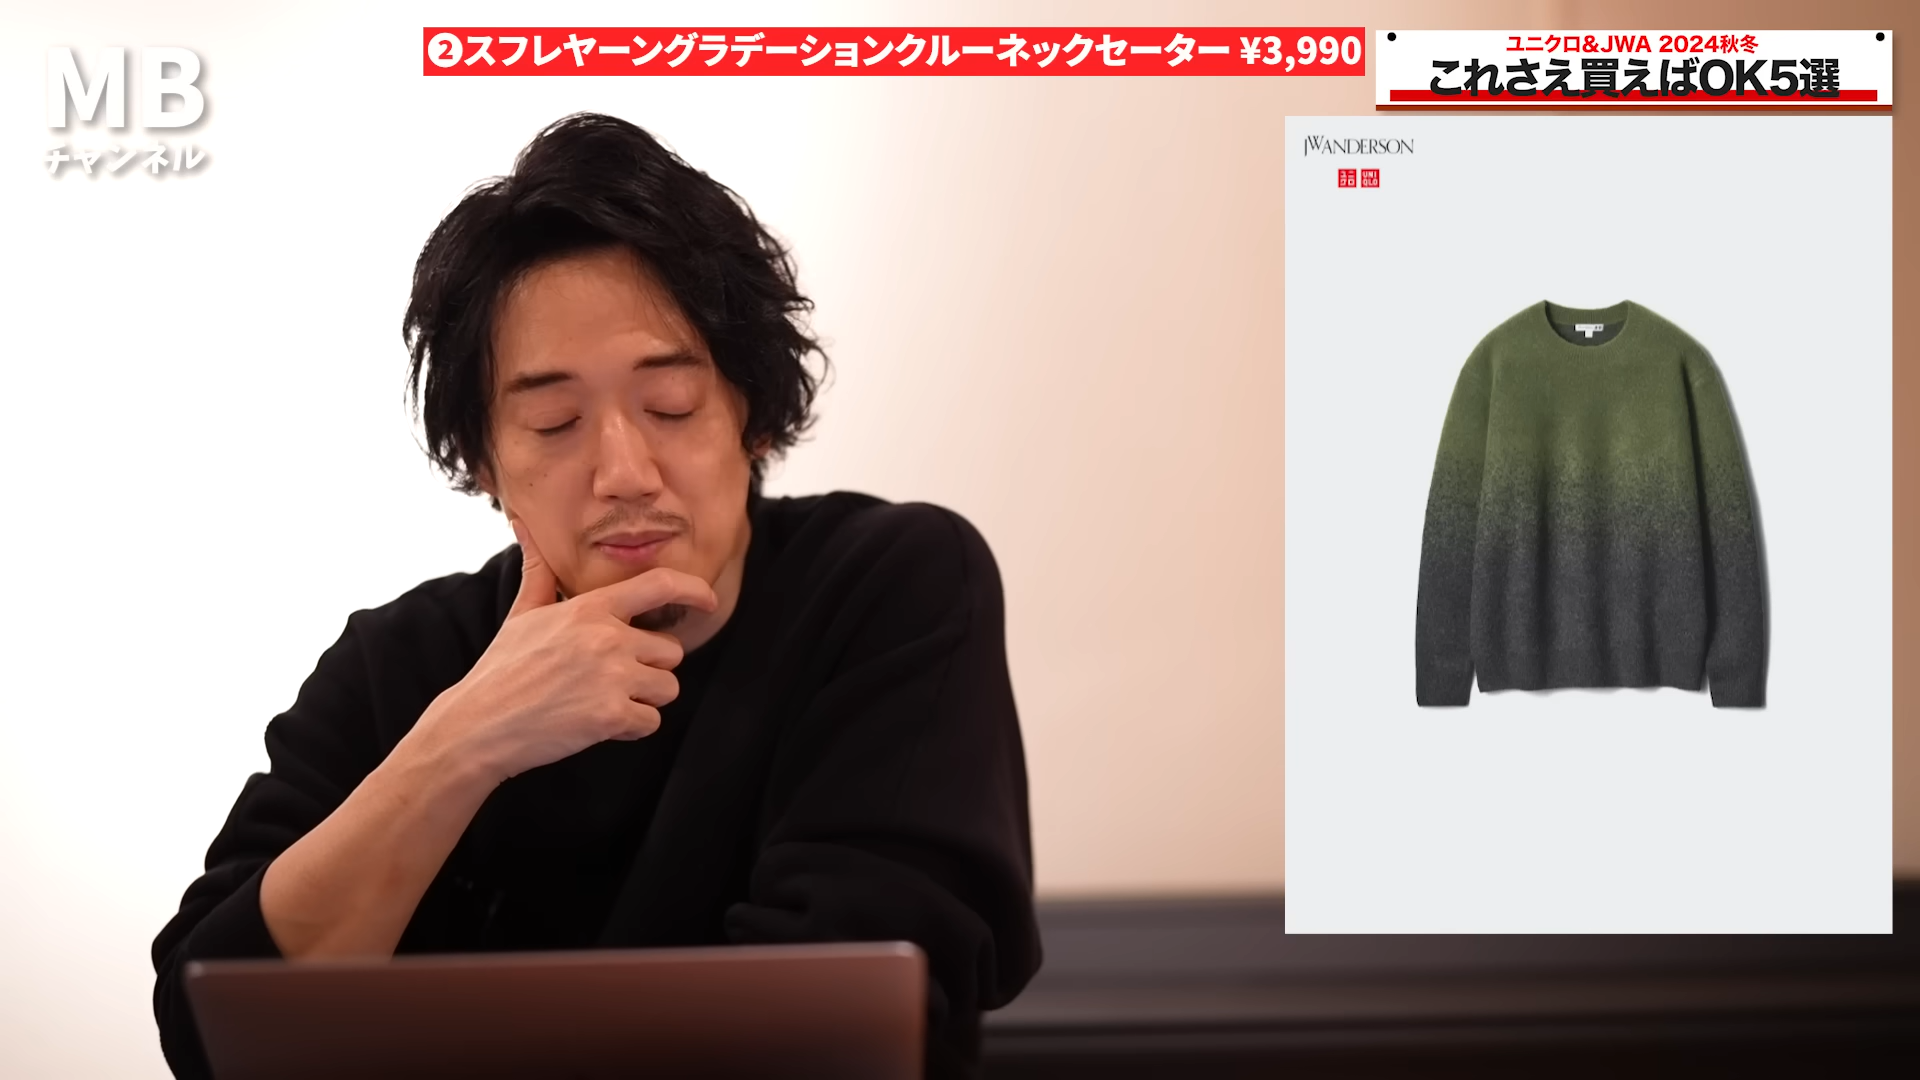 MB
チャンネル
❷スフレヤーングラデーションクルーネックセーター ¥3,990
ユニクロ&JWA 2024秋冬
これさえ買えばOK5選
JWANDERSON
ユニクロ UNIQLO